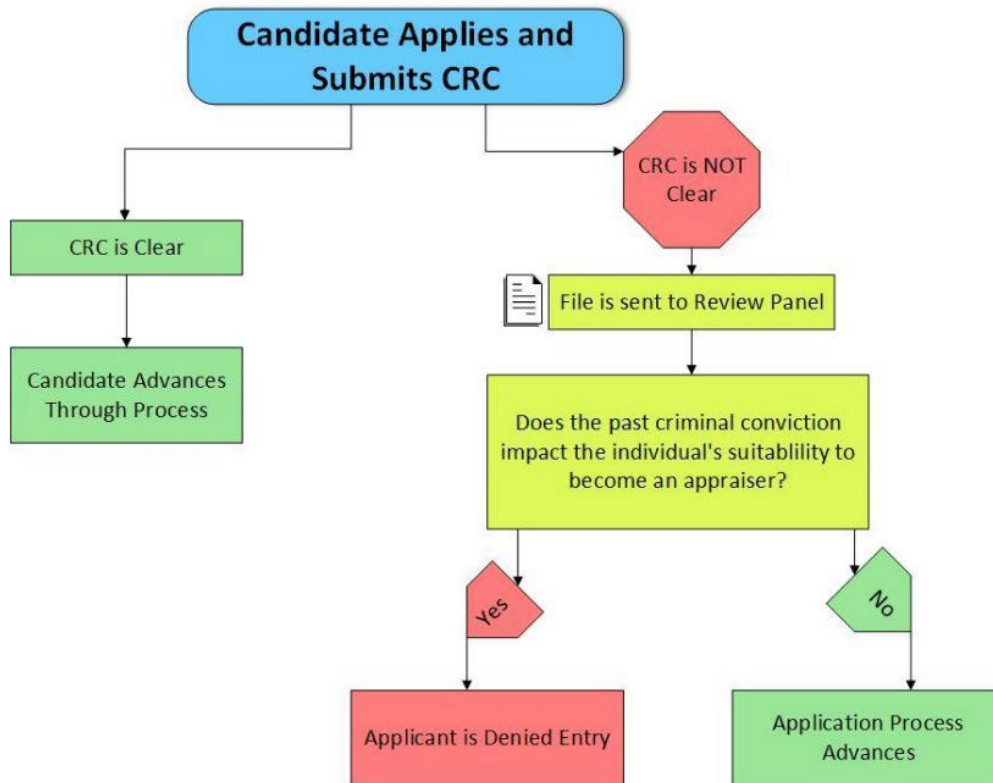 Candidate Applies and
Submits CRC
CRC is NOT
Clear
CRC is Clear
File is sent to Review Panel
Candidate Advances
Through Process
Does the past criminal conviction
impact the individual's suitablility to
become an appraiser?
Yes
No
Applicant is Denied Entry
Application Process
Advances